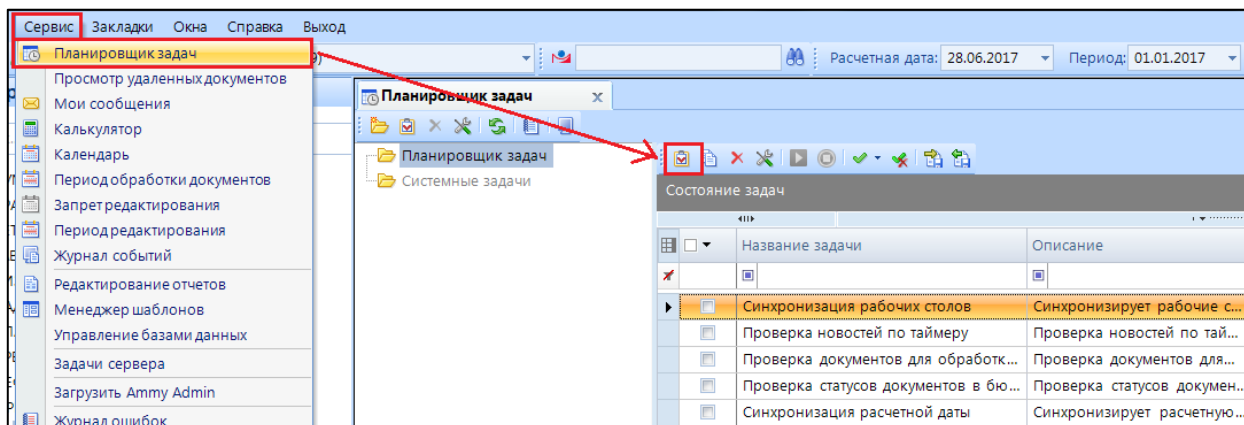 Сервис Закладки Окна Справка Выход
Планировщик задач
Расчетная дата: 28.06.2017 Период: 01.01.2017
Просмотр удаленных документов
Мои сообщения
Калькулятор
Календарь
Период обработки документов
Запрет редактирования
Период редактирования
Журнал событий
Редактирование отчетов
Менеджер шаблонов
Управление базами данных
Задачи сервера
Загрузить Ammy Admin
Журнал ошибок
Планировщик задач
Планировщик задач
Системные задачи
Состояние задач
Название задачи Описание
Синхронизация рабочих столов Синхронизирует рабочие с...
Проверка новостей по таймеру Проверка новостей по тай...
Проверка документов для обработк... Проверка документов для...
Проверка статусов документов в бю... Проверка статусов докумен...
Синхронизация расчетной даты Синхронизирует расчетную...